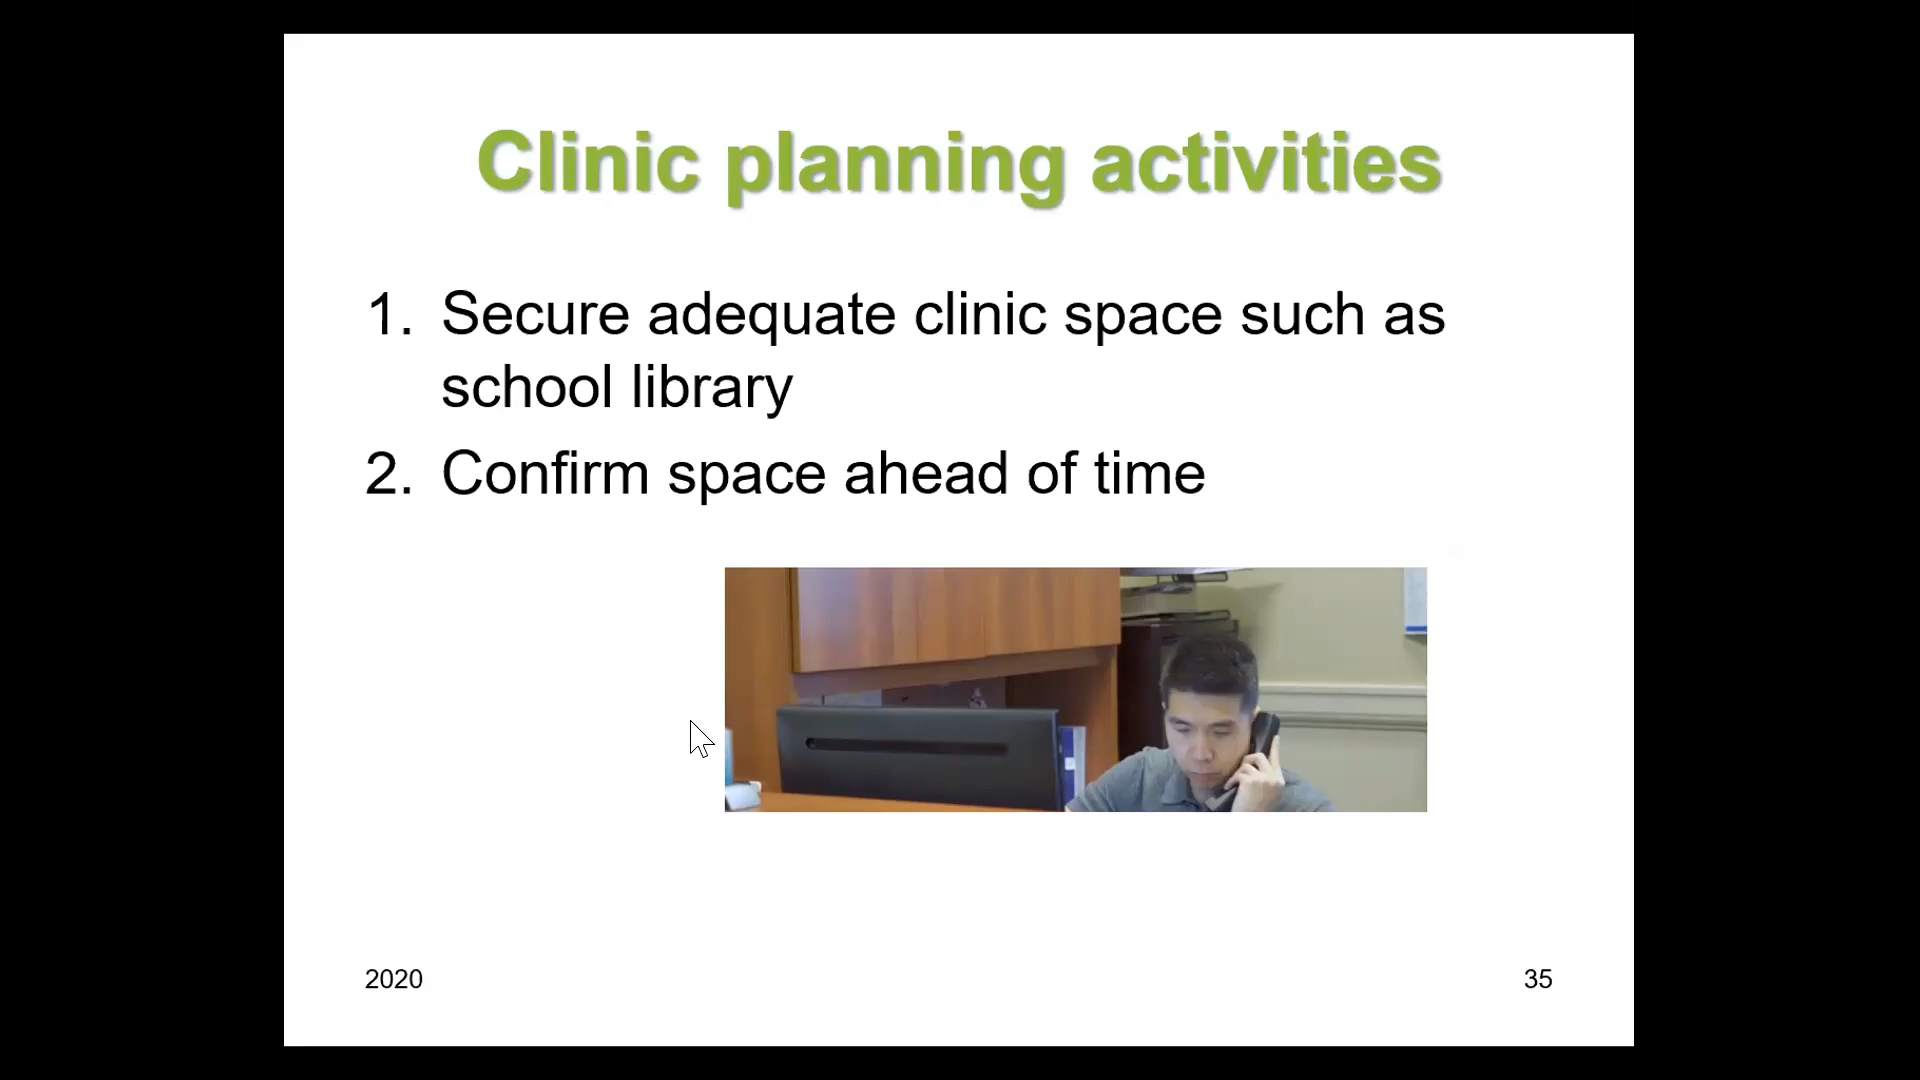 Clinic planning activities
1. Secure adequate clinic space such as
school library
2. Confirm space ahead of time
2020
35